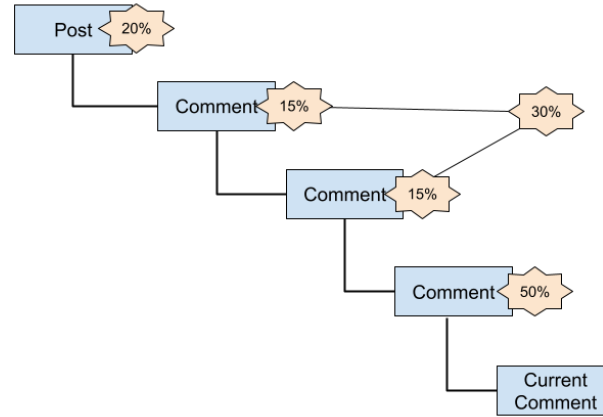 Post 20%
Comment 15% 30%
Comment 15%
Comment 50%
Current
Comment